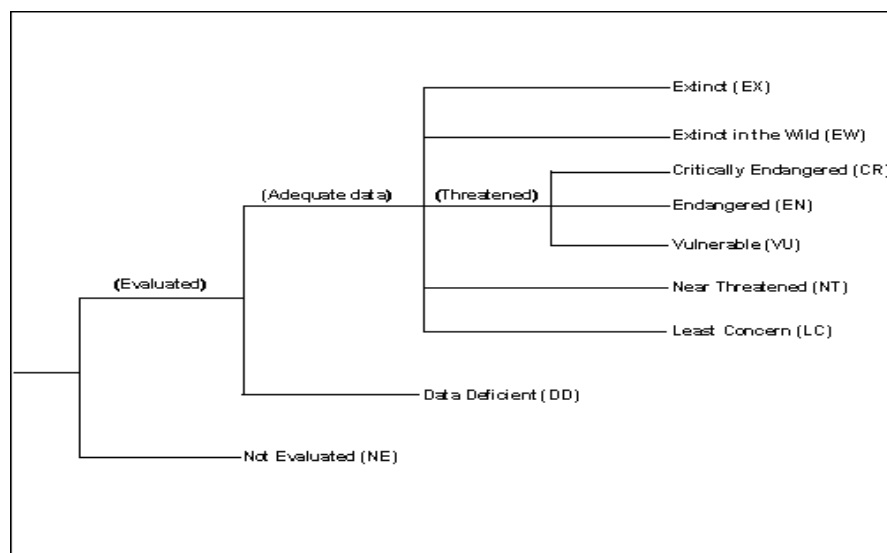 Extinct (EX)
Extinct in the Wild (EW)
Critically Endangered (CR)
(Adequate data)
(Threatened)
Endangered (EN)
Vulnerable (VU)
(Evaluated)
Near Threatened (NT)
Least Concern (LC)
Data Deficient (DD)
Not Evaluated (NE)